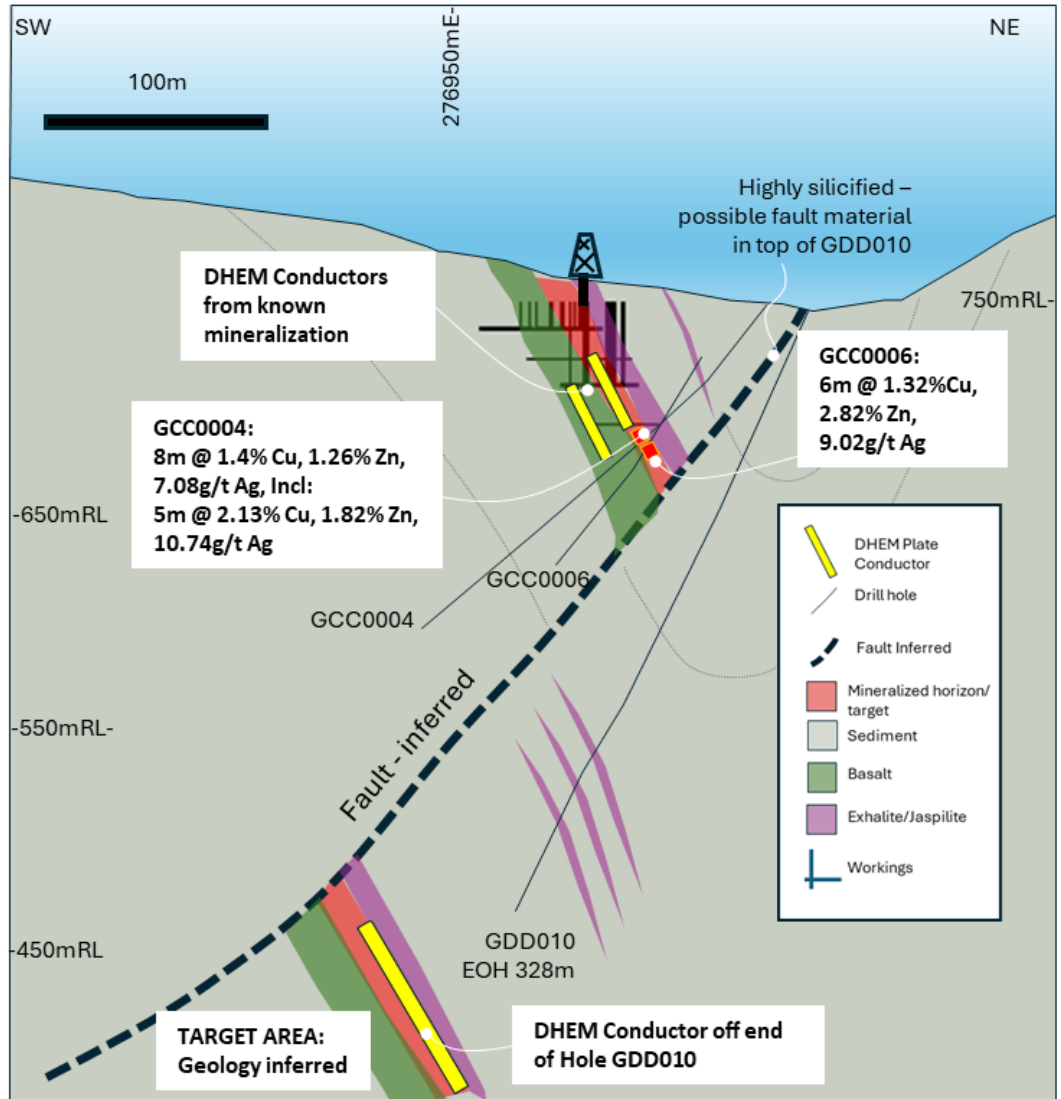 SW
276950mE-
NE
100m
Highly silicified –
possible fault material
in top of GDD010
DHEM Conductors
from known
mineralization
750mRL-
GCC0006:
6m @ 1.32%Cu,
2.82% Zn,
9.02g/t Ag
GCC0004:
8m @ 1.4% Cu, 1.26% Zn,
7.08g/t Ag, Incl:
5m @ 2.13% Cu, 1.82% Zn,
10.74g/t Ag
-650mRL
GCC0006
GCC0004
DHEM Plate
Conductor
Drill hole
Fault Inferred
Mineralized horizon/
target
Sediment
Basalt
Exhalite/Jaspilite
Workings
-550mRL-
Fault - inferred
-450mRL
GDD010
EOH 328m
TARGET AREA:
Geology inferred
DHEM Conductor off end
of Hole GDD010